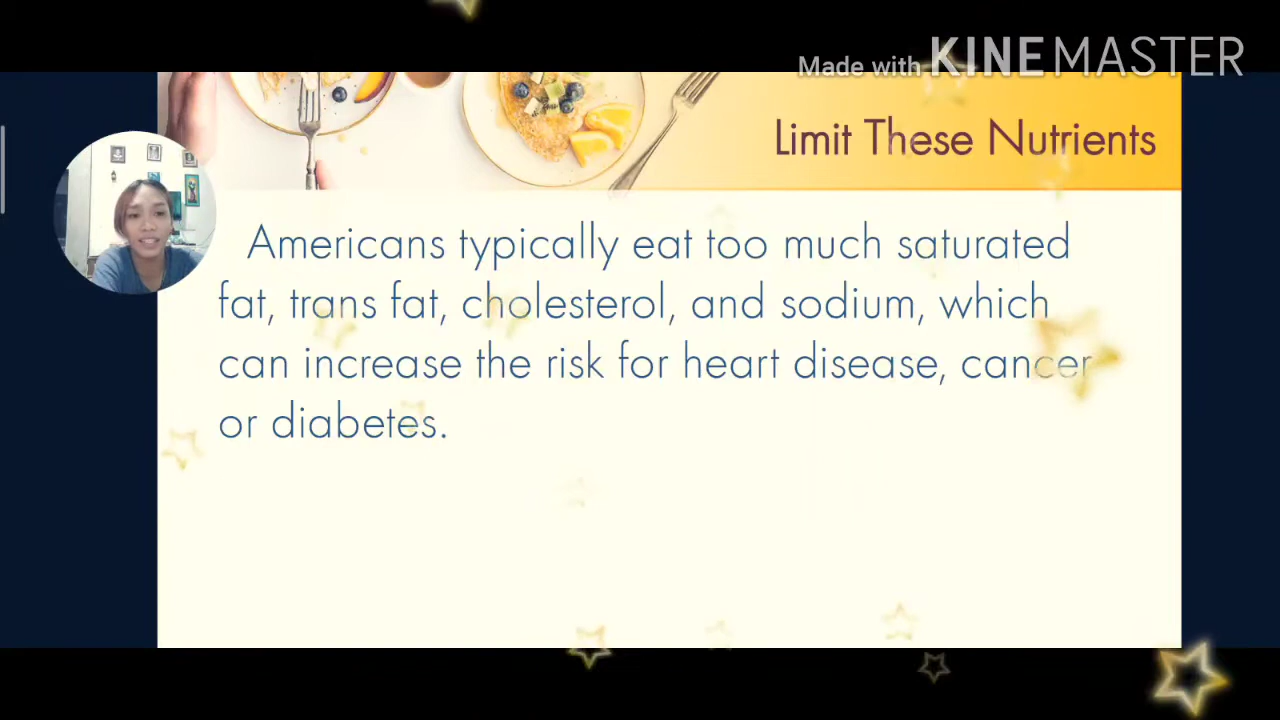 Made with KINEMASTER
Limit These Nutrients
Americans typically eat too much saturated
fat, trans fat, cholesterol, and sodium, which
can increase the risk for heart disease, cancer
or diabetes.